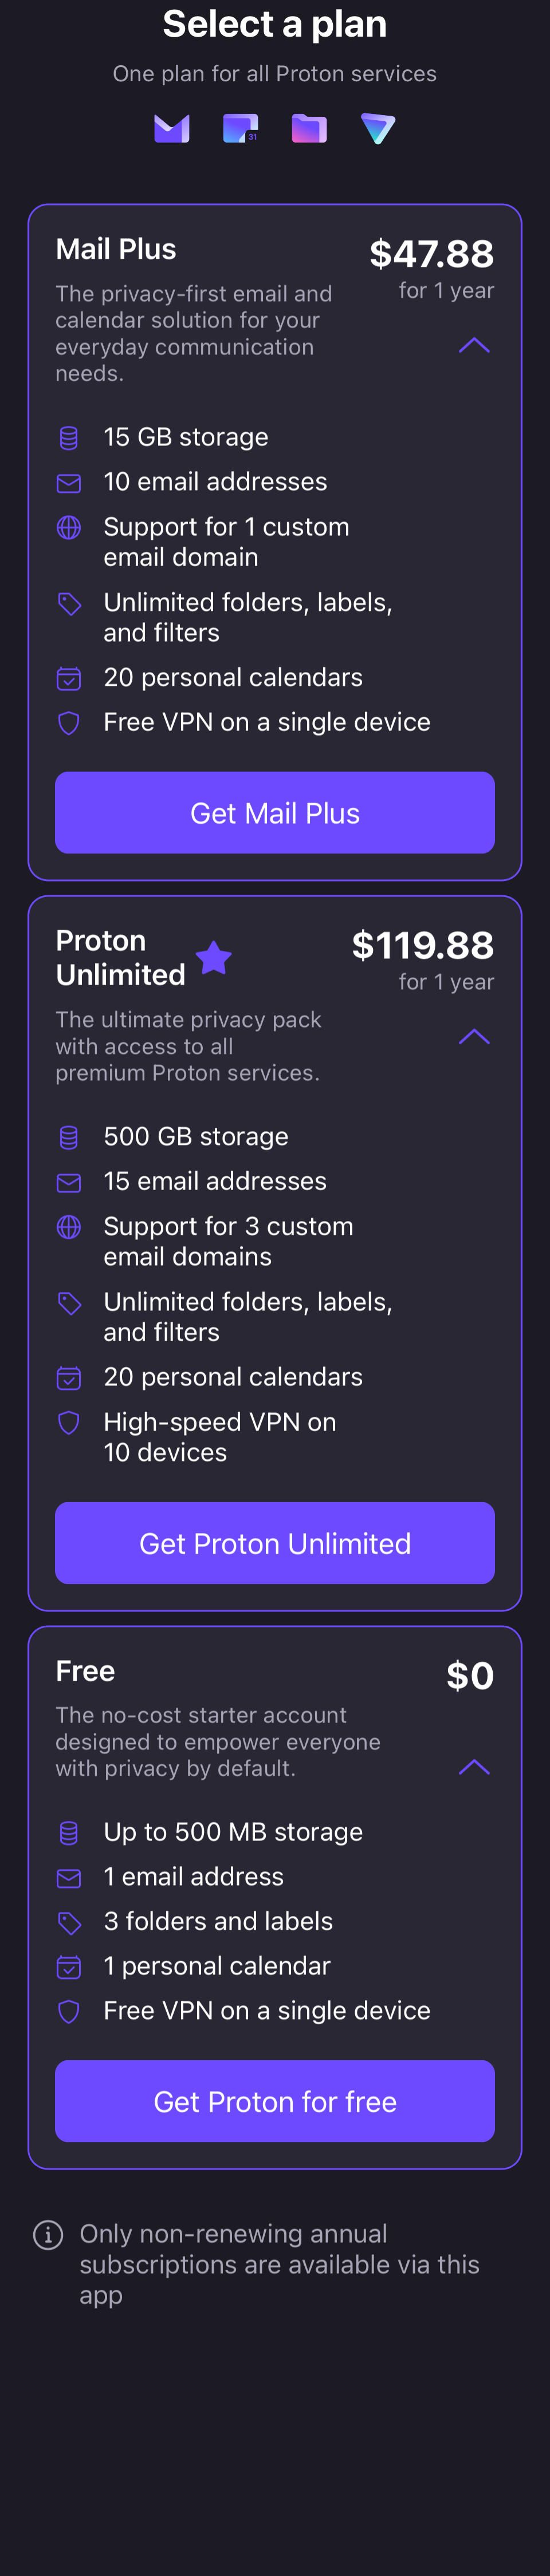 Select a plan
One plan for all Proton services
31
Mail Plus
$47.88
for 1 year
The privacy-first email and
calendar solution for your
everyday communication
needs.
15 GB storage
10 email addresses
Support for 1 custom
email domain
Unlimited folders, labels,
and filters
20 personal calendars
Free VPN on a single device
Get Mail Plus
Proton
Unlimited
$119.88
for 1 year
The ultimate privacy pack
with access to all
premium Proton services.
500 GB storage
15 email addresses
Support for 3 custom
email domains
Unlimited folders, labels,
and filters
20 personal calendars
High-speed VPN on
10 devices
Get Proton Unlimited
Free
$0
The no-cost starter account
designed to empower everyone
with privacy by default.
Up to 500 MB storage
1 email address
3 folders and labels
1 personal calendar
Free VPN on a single device
Get Proton for free
Only non-renewing annual
subscriptions are available via this
app